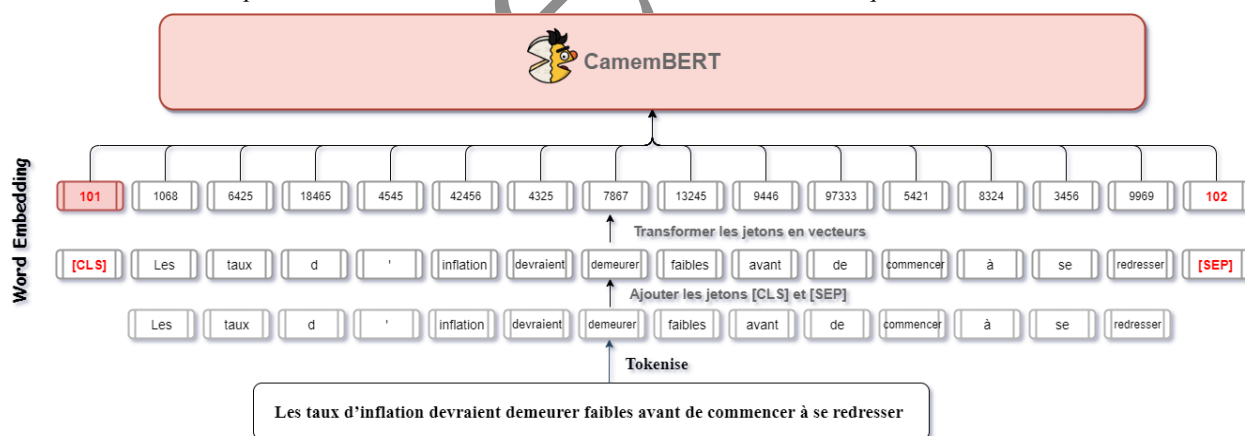 CamemBERT
Word Embedding
101 1068 6425 18465 4545 42456 4325 7867 13245 9446 97333 5421 8324 3456 9969 102
Transformer les jetons en vecteurs
[CLS] Les taux d ' inflation devraient demeurer faibles avant de commencer à se redresser [SEP]
Ajouter les jetons [CLS] et [SEP]
Les taux d ' inflation devraient demeurer faibles avant de commencer à se redresser
Tokenise
Les taux d’inflation devraient demeurer faibles avant de commencer à se redresser